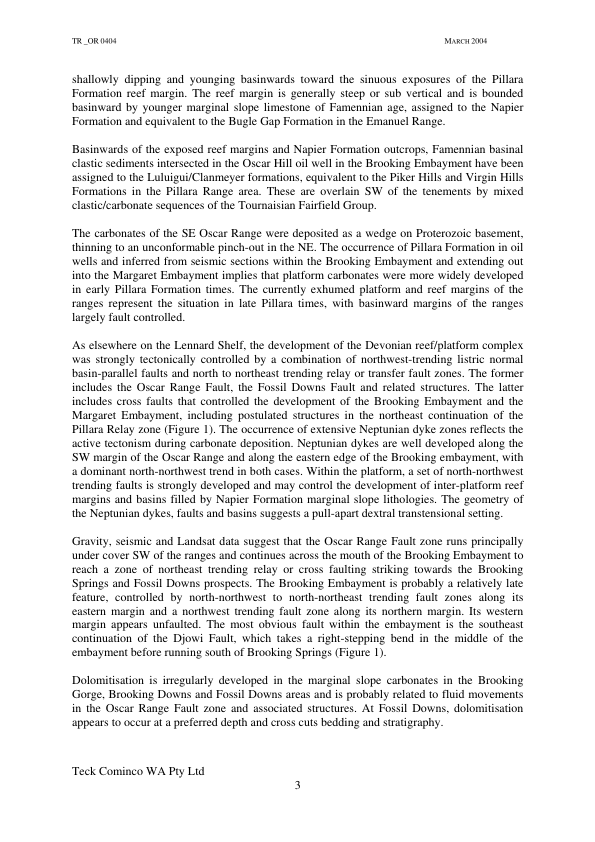 TR_OR 0404 MARCH 2004
shallowly dipping and younging basinwards toward the sinuous exposures of the Pillara
Formation reef margin. The reef margin is generally steep or sub vertical and is bounded
basinward by younger marginal slope limestone of Famennian age, assigned to the Napier
Formation and equivalent to the Bugle Gap Formation in the Emanuel Range.
Basinwards of the exposed reef margins and Napier Formation outcrops, Famennian basinal
clastic sediments intersected in the Oscar Hill oil well in the Brooking Embayment have been
assigned to the Luluigui/Clanmeyer formations, equivalent to the Piker Hills and Virgin Hills
Formations in the Pillara Range area. These are overlain SW of the tenements by mixed
clastic/carbonate sequences of the Tournaisian Fairfield Group.
The carbonates of the SE Oscar Range were deposited as a wedge on Proterozoic basement,
thinning to an unconformable pinch-out in the NE. The occurrence of Pillara Formation in oil
wells and inferred from seismic sections within the Brooking Embayment and extending out
into the Margaret Embayment implies that platform carbonates were more widely developed
in early Pillara Formation times. The currently exhumed platform and reef margins of the
ranges represent the situation in late Pillara times, with basinward margins of the ranges
largely fault controlled.
As elsewhere on the Lennard Shelf, the development of the Devonian reef/platform complex
was strongly tectonically controlled by a combination of northwest-trending listric normal
basin-parallel faults and north to northeast trending relay or transfer fault zones. The former
includes the Oscar Range Fault, the Fossil Downs Fault and related structures. The latter
includes cross faults that controlled the development of the Brooking Embayment and the
Margaret Embayment, including postulated structures in the northeast continuation of the
Pillara Relay zone (Figure 1). The occurrence of extensive Neptunian dyke zones reflects the
active tectonism during carbonate deposition. Neptunian dykes are well developed along the
SW margin of the Oscar Range and along the eastern edge of the Brooking embayment, with
a dominant north-northwest trend in both cases. Within the platform, a set of north-northwest
trending faults is strongly developed and may control the development of inter-platform reef
margins and basins filled by Napier Formation marginal slope lithologies. The geometry of
the Neptunian dykes, faults and basins suggests a pull-apart dextral transtensional setting.
Gravity, seismic and Landsat data suggest that the Oscar Range Fault zone runs principally
under cover SW of the ranges and continues across the mouth of the Brooking Embayment to
reach a zone of northeast trending relay or cross faulting striking towards the Brooking
Springs and Fossil Downs prospects. The Brooking Embayment is probably a relatively late
feature, controlled by north-northwest to north-northeast trending fault zones along its
eastern margin and a northwest trending fault zone along its northern margin. Its western
margin appears unfaulted. The most obvious fault within the embayment is the southeast
continuation of the Djowi Fault, which takes a right-stepping bend in the middle of the
embayment before running south of Brooking Springs (Figure 1).
Dolomitisation is irregularly developed in the marginal slope carbonates in the Brooking
Gorge, Brooking Downs and Fossil Downs areas and is probably related to fluid movements
in the Oscar Range Fault zone and associated structures. At Fossil Downs, dolomitisation
appears to occur at a preferred depth and cross cuts bedding and stratigraphy.
Teck Cominco WA Pty Ltd
3